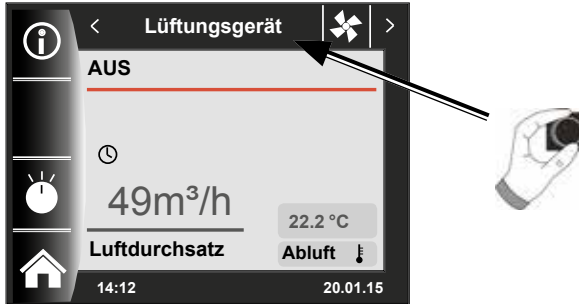 < Lüftungsgerät >
AUS
49m³/h
22.2 °C
Luftdurchsatz
Abluft
14:12 20.01.15